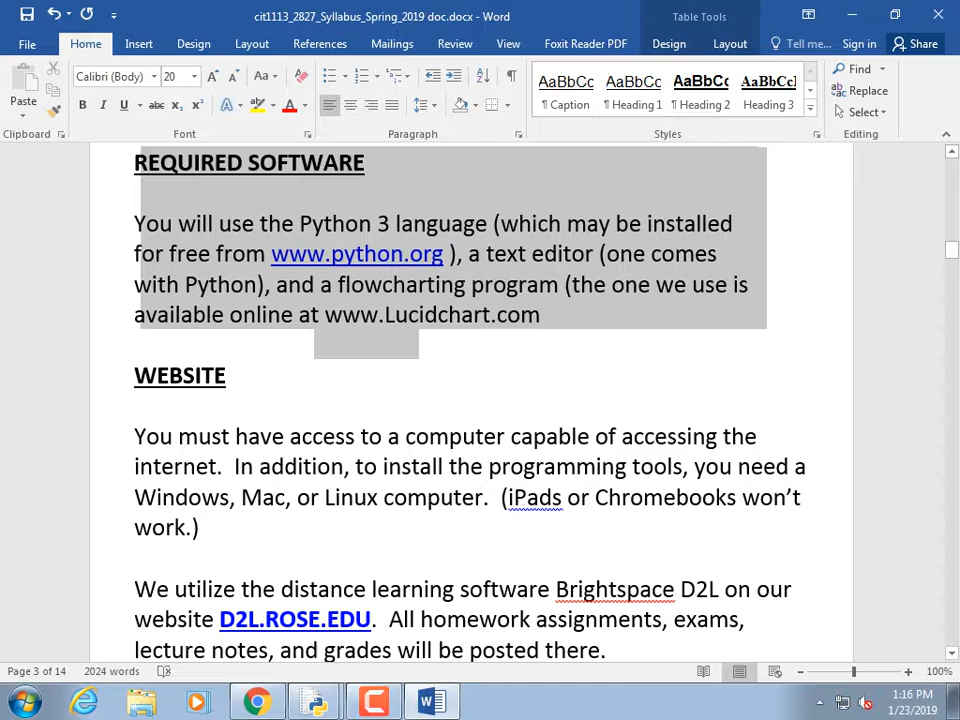 cit1113_2827_Syllabus_Spring_2019 doc.docx - Word
Table Tools
File Home Insert Design Layout References Mailings Review View Foxit Reader PDF Design Layout Tell me... Sign in Share
Calibri (Body) 20 A A Aa A AaBbCc AaBbCc AaBbCc AaBbCcI Find
Paste B I U abc x₂ x² A A ¶ Caption ¶ Heading 1 ¶ Heading 2 Heading 3 Replace
Select
Clipboard Font Paragraph Styles Editing
REQUIRED SOFTWARE
You will use the Python 3 language (which may be installed
for free from www.python.org ), a text editor (one comes
with Python), and a flowcharting program (the one we use is
available online at www.Lucidchart.com
WEBSITE
You must have access to a computer capable of accessing the
internet.  In addition, to install the programming tools, you need a
Windows, Mac, or Linux computer.  (iPads or Chromebooks won’t
work.)
We utilize the distance learning software Brightspace D2L on our
website D2L.ROSE.EDU.  All homework assignments, exams,
lecture notes, and grades will be posted there.
Page 3 of 14 2024 words 100%
1:16 PM
1/23/2019